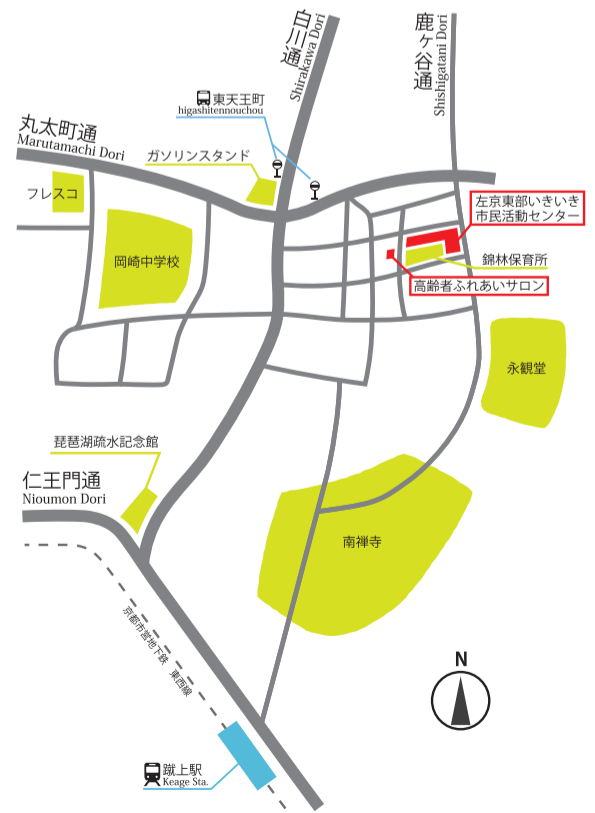 白川通
Shirakawa Dori
鹿ヶ谷通
Shishigatani Dori
東天王町
higashitennouchou
丸太町通
Marutamachi Dori
ガソリンスタンド
フレスコ
左京東部いきいき
市民活動センター
岡崎中学校
錦林保育所
高齢者ふれあいサロン
永観堂
琵琶湖疏水記念館
仁王門通
Nioumon Dori
南禅寺
京都市営地下鉄 東西線
N
蹴上駅
Keage Sta.